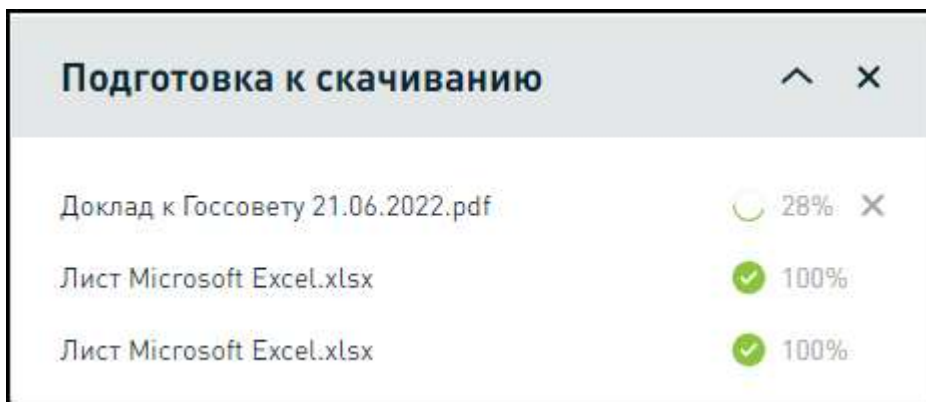 Подготовка к скачиванию
Доклад к Госсовету 21.06.2022.pdf 28%
Лист Microsoft Excel.xlsx 100%
Лист Microsoft Excel.xlsx 100%